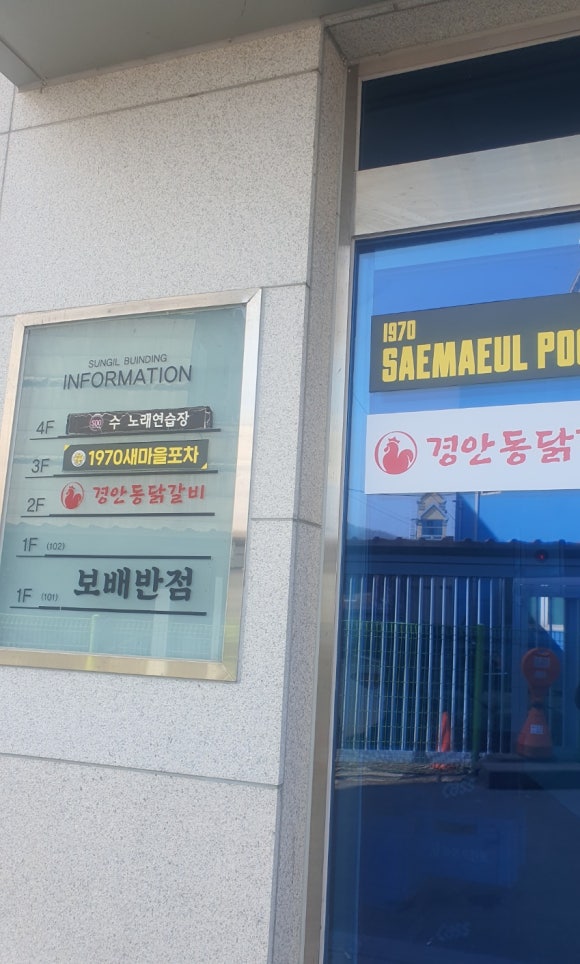 SUNGIL BUINDING
INFORMATION
4F 수 노래연습장
3F 1970새마을포차
2F 경안동닭갈비
1F (102)
1F (101) 보배반점
1970
SAEMAEUL
경안동닭